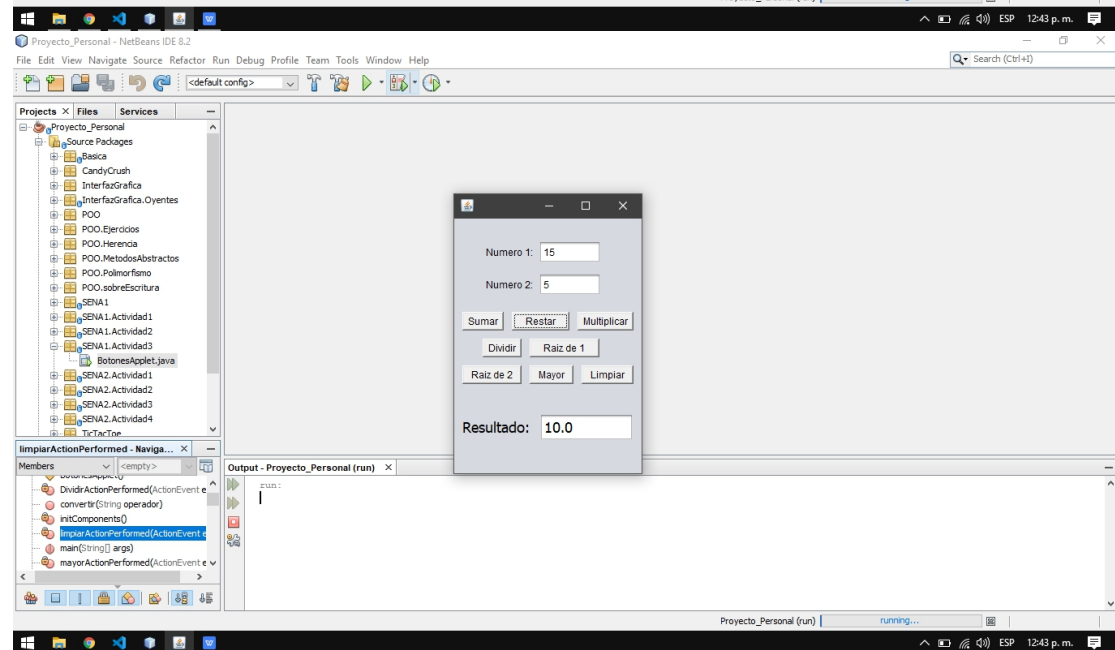 ESP 12:43 p. m.
Proyecto_Personal - NetBeans IDE 8.2
File Edit View Navigate Source Refactor Run Debug Profile Team Tools Window Help
Search (Ctrl+I)
<default config>
Projects Files Services
Proyecto_Personal
Source Packages
Basica
CandyCrush
InterfazGrafica
InterfazGrafica.Oyentes
POO
POO.Ejercicios
POO.Herencia
POO.MetodosAbstractos
POO.Polimorfismo
POO.sobreEscritura
SENA1
SENA1.Actividad1
SENA1.Actividad2
SENA1.Actividad3
BotonesApplet.java
SENA2.Actividad1
SENA2.Actividad2
SENA2.Actividad3
SENA2.Actividad4
TicTacToe
Numero 1: 15
Numero 2: 5
Sumar Restar Multiplicar
Dividir Raiz de 1
Raiz de 2 Mayor Limpiar
Resultado: 10.0
limpiarActionPerformed - Naviga...
Members <empty>
DividirActionPerformed(ActionEvent e
convertir(String operador)
initComponents()
limpiarActionPerformed(ActionEvent e
main(String[] args)
mayorActionPerformed(ActionEvent e
Output - Proyecto_Personal (run)
run:
Proyecto_Personal (run) running...
ESP 12:43 p. m.